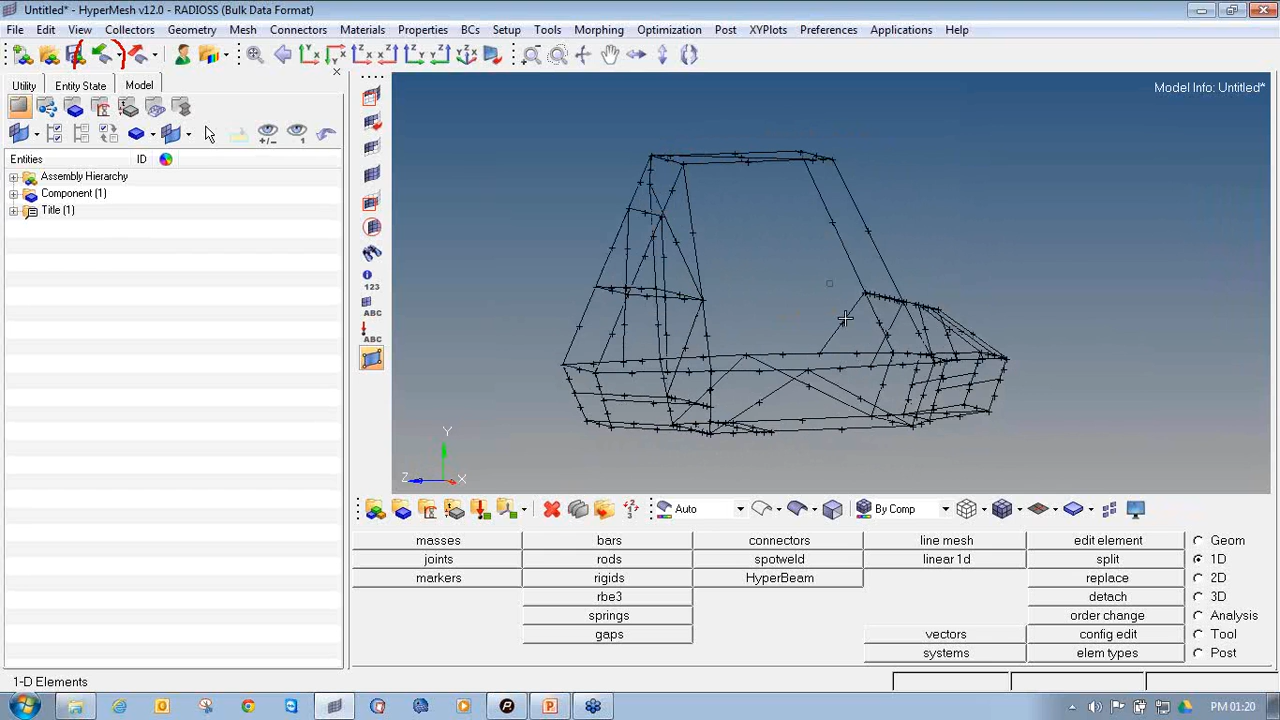 Untitled* - HyperMesh v12.0 - RADIOSS (Bulk Data Format)
File Edit View Collectors Geometry Mesh Connectors Materials Properties BCs Setup Tools Morphing Optimization Post XYPlots Preferences Applications Help
Utility Entity State Model
Entities ID
Assembly Hierarchy
Component (1)
Title (1)
123
ABC
ABC
Model Info: Untitled*
Y
Z X
Auto By Comp
masses bars connectors line mesh edit element Geom
joints rods spotweld linear 1d split 1D
markers rigids HyperBeam replace 2D
rbe3 detach 3D
springs order change Analysis
gaps vectors config edit Tool
systems elem types Post
1-D Elements
PM 01:20